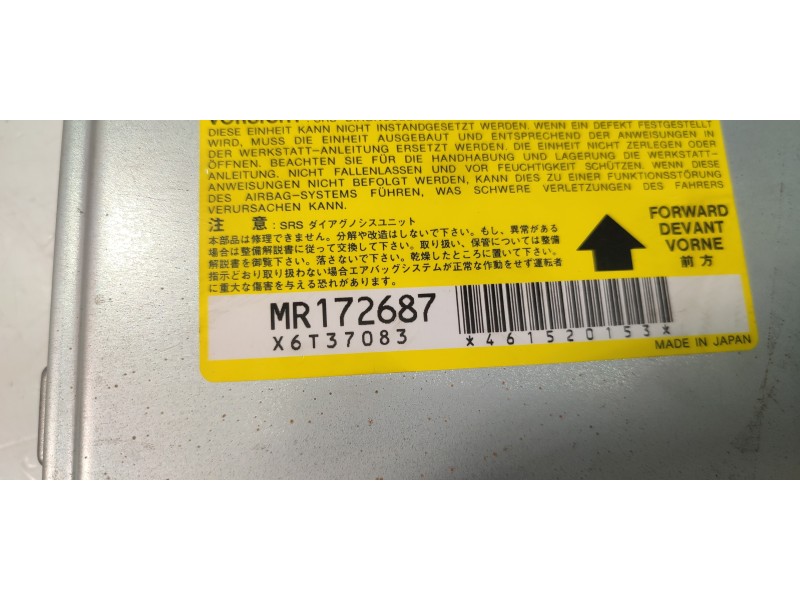 DIESE EINHEIT KANN NICHT INSTANDGESETZT WERDEN. WENN EIN DEFEKT FESTGESTELLT
WIRD, MUSS DIE EINHEIT AUSGEBAUT UND ENTSPRECHEND DER ANWEISUNGEN IN
DER WERKSTATT-ANLEITUNG ERSETZT WERDEN. DIE EINHEIT NICHT ZERLEGEN ODER
ÖFFNEN. BEACHTEN SIE FÜR DIE HANDHABUNG UND LAGERUNG DIE WERKSTATT-
ANLEITUNG. NICHT FALLENLASSEN UND VOR FEUCHTIGKEIT SCHÜTZEN. WENN DIESE
ANWEISUNGEN NICHT BEFOLGT WERDEN, KANN DIES ZU EINER FUNKTIONSSTÖRUNG
DES AIRBAG-SYSTEMS FÜHREN, WAS SCHWERE VERLETZUNGEN DES FAHRERS
VERURSACHEN KANN.
注 意 : SRS ダイアグノシスユニット
本部品は修理できません。分解や改造はしないで下さい。もし、異常がある
場合は整備解説書に従って交換して下さい。取り扱い、保管については整備
解説書を御覧下さい。落さないで下さい。乾燥したところに置いて下さい。
指示どおり取り扱わない場合エアバッグシステムが正常な作動をせず運転者
に重大な傷害を与える恐れがあります。
FORWARD
DEVANT
VORNE
前方
MR172687
X6T37083
*461520153*
MADE IN JAPAN